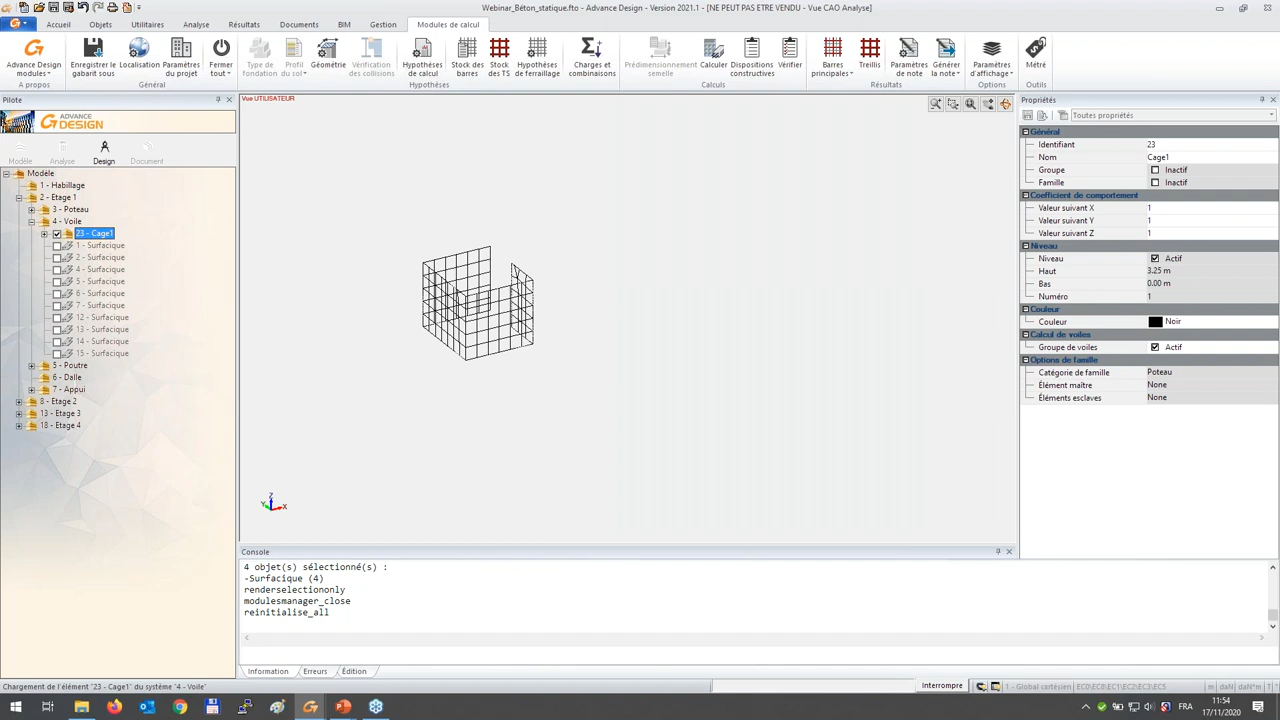 Webinar_Béton_statique.fto - Advance Design - Version 2021.1 - [NE PEUT PAS ETRE VENDU - Vue CAO Analyse]
Accueil Objets Utilitaires Analyse Résultats Documents BIM Gestion Modules de calcul
Advance Design modules
Enregistrer le gabarit sous
Localisation
Paramètres du projet
Fermer tout
Type de fondation
Profil du sol
Géométrie
Vérification des collisions
Hypothèses de calcul
Stock des barres
Stock des TS
Hypothèses de ferraillage
Charges et combinaisons
Prédimensionnement semelle
Calculer
Dispositions constructives
Vérifier
Barres principales
Treillis
Paramètres de note
Générer la note
Paramètres d'affichage
Métré
A propos Général Hypothèses Calculs Résultats Options Outils
Pilote
ADVANCE
DESIGN
Modèle Analyse Design Document
Modèle
1 - Habillage
2 - Etage 1
3 - Poteau
4 - Voile
23 - Cage1
1 - Surfacique
2 - Surfacique
4 - Surfacique
5 - Surfacique
6 - Surfacique
7 - Surfacique
12 - Surfacique
13 - Surfacique
14 - Surfacique
15 - Surfacique
5 - Poutre
6 - Dalle
7 - Appui
8 - Etage 2
13 - Etage 3
18 - Etage 4
Vue UTILISATEUR
Z
Y
X
Propriétés
Toutes propriétés
Général
Identifiant 23
Nom Cage1
Groupe Inactif
Famille Inactif
Coefficient de comportement
Valeur suivant X 1
Valeur suivant Y 1
Valeur suivant Z 1
Niveau
Niveau Actif
Haut 3.25 m
Bas 0.00 m
Numéro 1
Couleur
Couleur Noir
Calcul de voiles
Groupe de voiles Actif
Options de famille
Catégorie de famille Poteau
Élément maître None
Éléments esclaves None
Console
4 objet(s) sélectionné(s) :
-Surfacique (4)
renderselectiononly
modulesmanager_close
reinitialise_all
Information Erreurs Édition
Chargement de l'élément "23 - Cage1" du système "4 - Voile"
Interrompre
1 - Global cartésien
EC0/EC8/EC1/EC2/EC3/EC5
m daN daN*m T °
FRA
11:54
17/11/2020